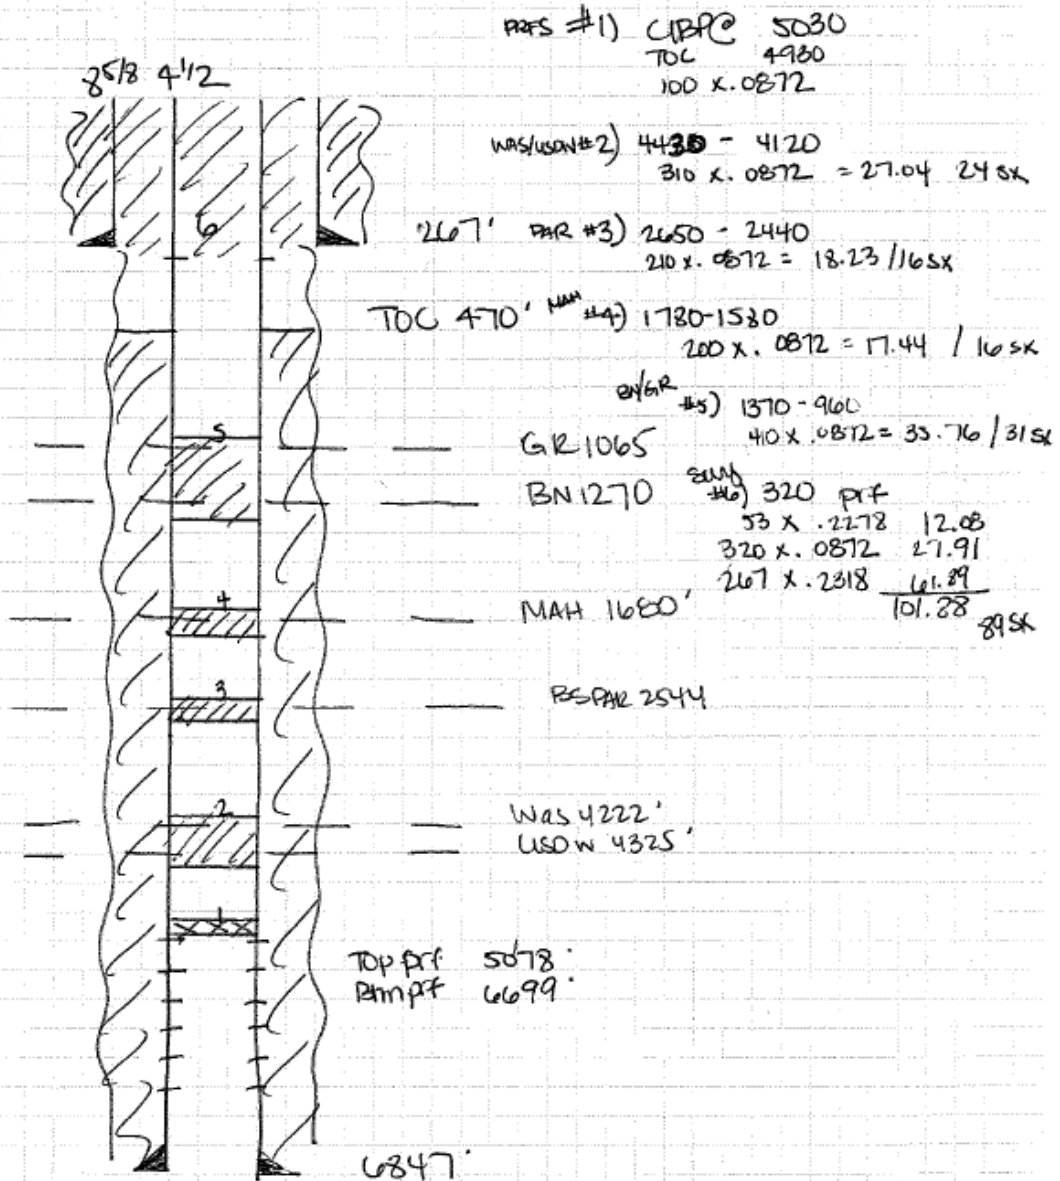 PRFS #1) CIBP@ 5030
TOC 4930
100 x .0872
8 5/8 4 1/2
WAS/USDW #2) 4430 - 4120
310 x .0872 = 27.04 24 sx
267' PAR #3) 2650 - 2440
210 x .0872 = 18.23 / 16 sx
6
TOC 470' MAH #4) 1780-1580
200 x .0872 = 17.44 / 16 sx
BN/GR #5) 1370-960
410 x .0872 = 35.76 / 31 sx
5
GR 1065
BN 1270
Surf #6) 320 prf
53 x .2278 12.08
320 x .0872 27.91
267 x .2318 61.89
101.88
89 sx
4
MAH 1680'
3
BSPAR 2544
2
Was 4222'
USDW 4325'
1
Top prf 5078'
Btm prf 6699'
6847'